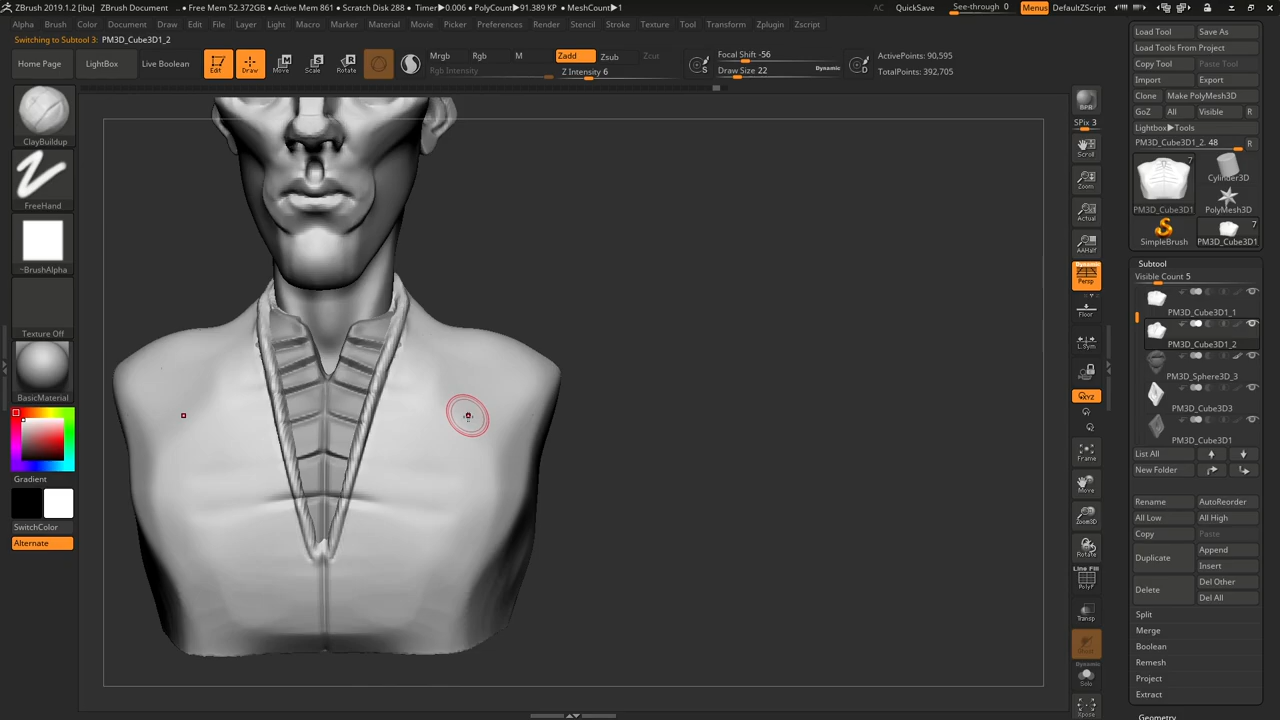 ZBrush 2019.1.2 [ibu] ZBrush Document .. • Free Mem 52.372GB • Active Mem 861 • Scratch Disk 288 • Timer▶0.006 • PolyCount▶91.389 KP • MeshCount▶1 AC QuickSave See-through 0 Menus DefaultZScript
Alpha Brush Color Document Draw Edit File Layer Light Macro Marker Material Movie Picker Preferences Render Stencil Stroke Texture Tool Transform Zplugin Zscript
Switching to Subtool 3: PM3D_Cube3D1_2
Home Page LightBox Live Boolean Edit Draw Move Scale Rotate
Mrgb Rgb M Zadd Zsub Zcut
Rgb Intensity Z Intensity 6
Focal Shift -56
Draw Size 22 Dynamic
ActivePoints: 90,595
TotalPoints: 392,705
ClayBuildup
FreeHand
~BrushAlpha
Texture Off
BasicMaterial
Gradient
SwitchColor
Alternate
BPR
SPix 3
Scroll
Zoom
Actual
AAHalf
Dynamic
Persp
Floor
L.Sym
XYZ
Frame
Move
Zoom3D
Rotate
Line Fill
PolyF
Transp
Dynamic
Solo
Xpose
Load Tool Save As
Load Tools From Project
Copy Tool Paste Tool
Import Export
Clone Make PolyMesh3D
GoZ All Visible R
Lightbox▶Tools
PM3D_Cube3D1_2. 48 R
7
Cylinder3D
PM3D_Cube3D1 PolyMesh3D
7
SimpleBrush PM3D_Cube3D1
Subtool
Visible Count 5
PM3D_Cube3D1_1
PM3D_Cube3D1_2
PM3D_Sphere3D_3
PM3D_Cube3D3
PM3D_Cube3D1
List All
New Folder
Rename AutoReorder
All Low All High
Copy Paste
Duplicate Append
Insert
Delete Del Other
Del All
Split
Merge
Boolean
Remesh
Project
Extract
Geometry